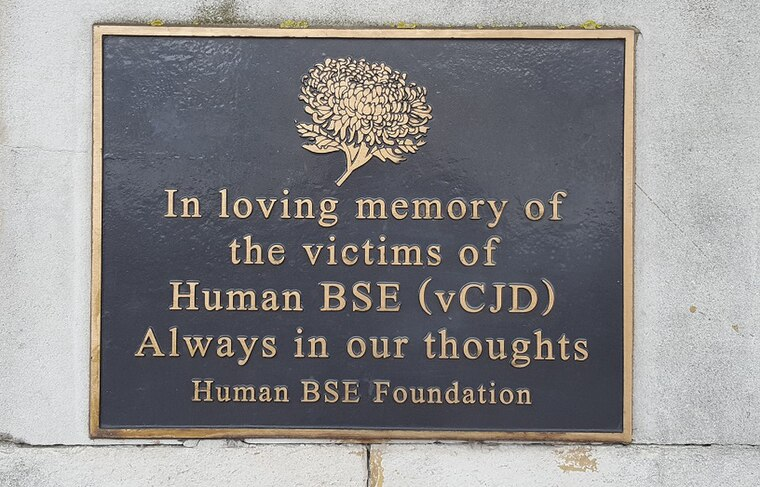 In loving memory of
the victims of
Human BSE (vCJD)
Always in our thoughts
Human BSE Foundation